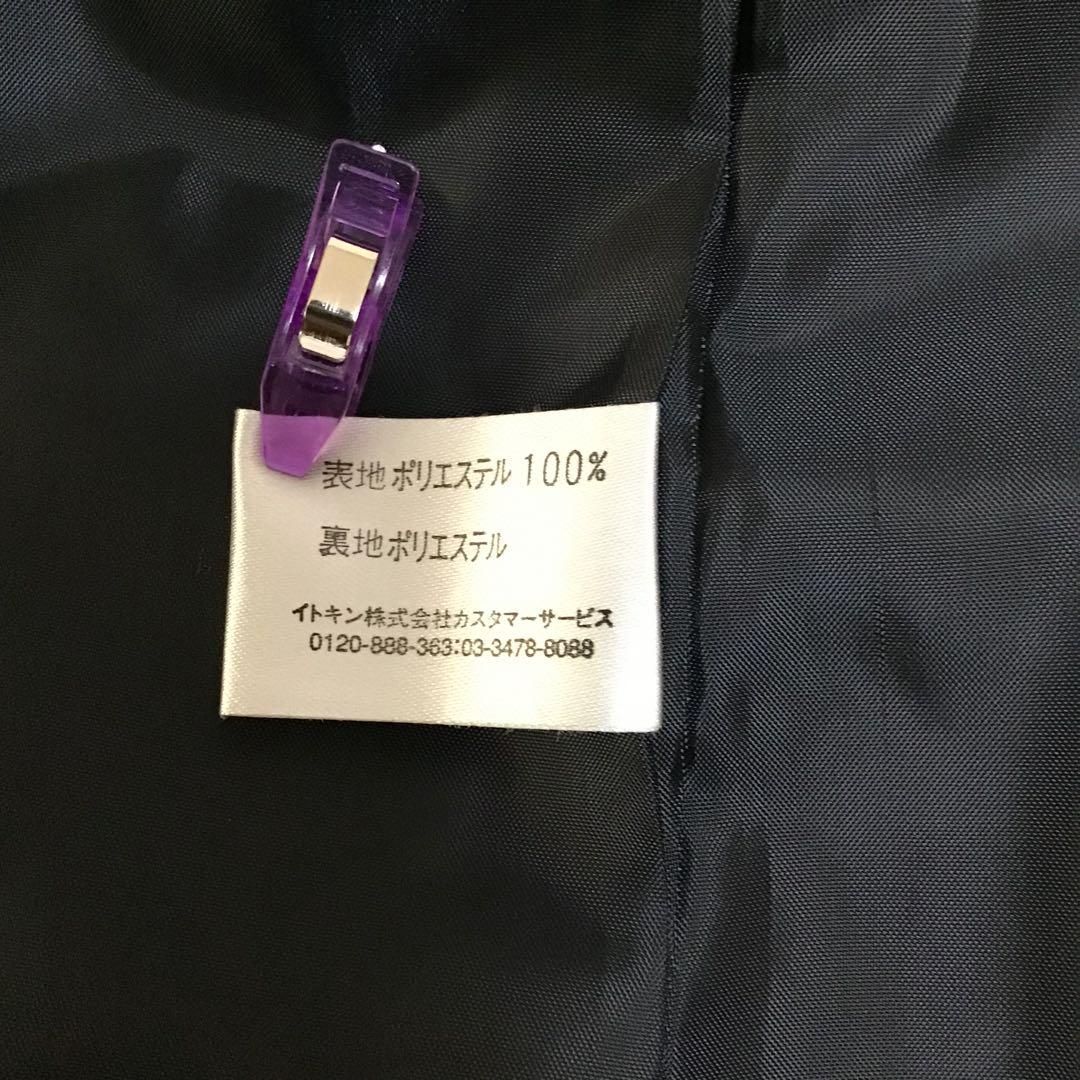 表地 ポリエステル 100%
裏地 ポリエステル
イトキン株式会社カスタマーサービス
0120-888-363:03-3478-8088